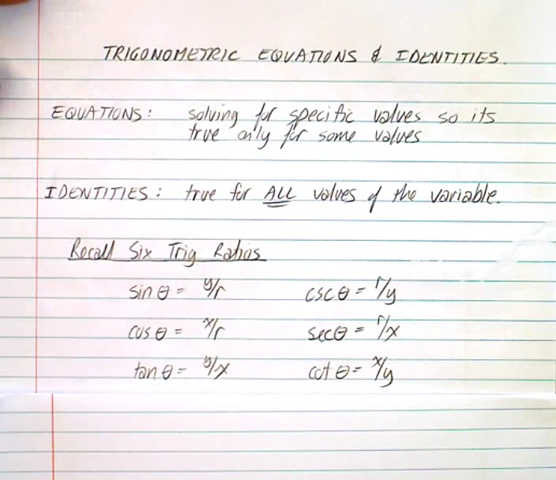 TRIGONOMETRIC EQUATIONS & IDENTITIES.
EQUATIONS: solving for specific values so its
true only for some values
IDENTITIES: true for ALL values of the variable.
Recall Six Trig Ratios
sin θ = y/r csc θ = r/y
cos θ = x/r sec θ = r/x
tan θ = y/x cot θ = x/y